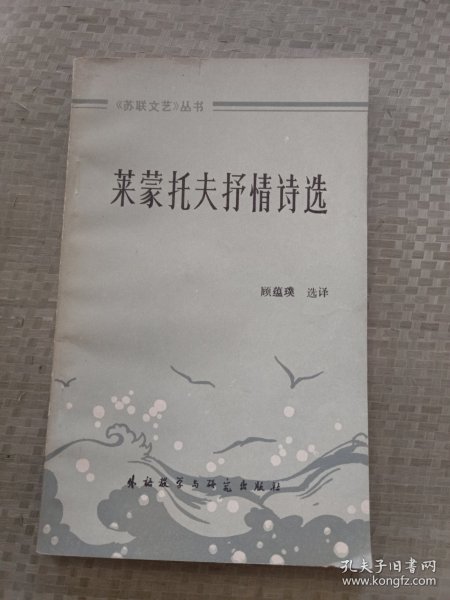 《苏联文艺》丛书
莱蒙托夫抒情诗选
顾蕴璞 选译
外语教学与研究出版社
孔夫子旧书网
www.kongfz.com